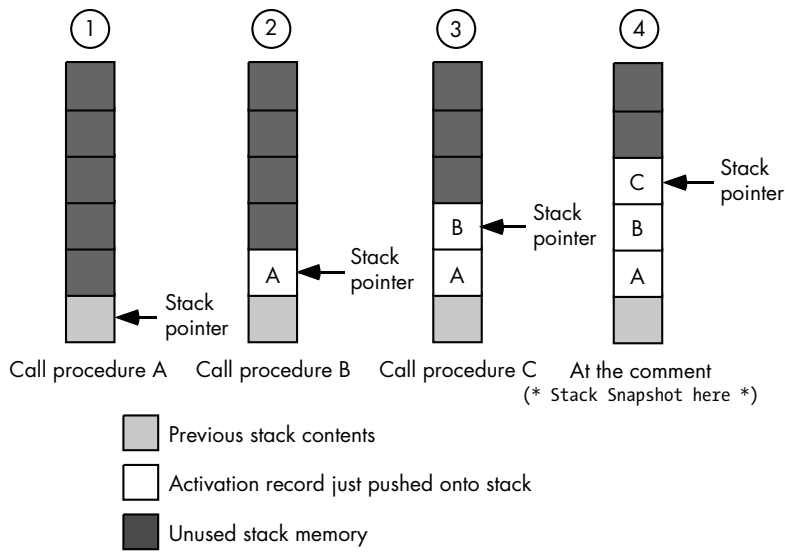 1
2
3
4
C
Stack
pointer
B
Stack
pointer
B
A
Stack
pointer
A
A
Stack
pointer
Call procedure A
Call procedure B
Call procedure C
At the comment
(* Stack Snapshot here *)
Previous stack contents
Activation record just pushed onto stack
Unused stack memory